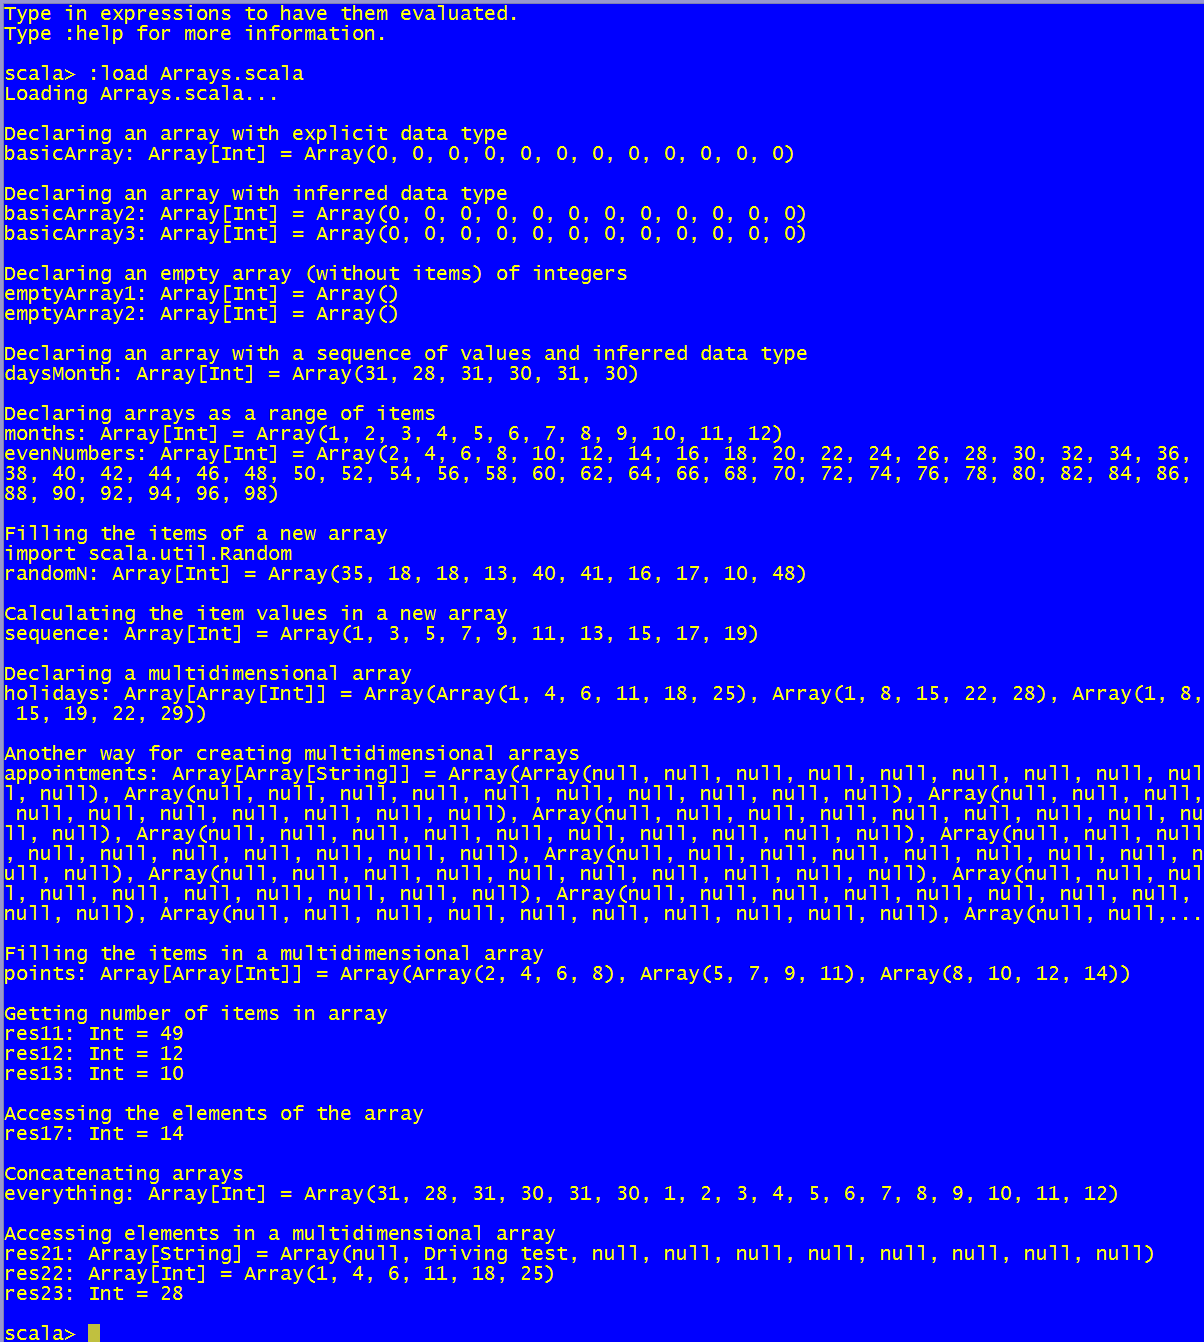 Type in expressions to have them evaluated.
Type :help for more information.
scala> :load Arrays.scala
Loading Arrays.scala...
Declaring an array with explicit data type
basicArray: Array[Int] = Array(0, 0, 0, 0, 0, 0, 0, 0, 0, 0, 0, 0)
Declaring an array with inferred data type
basicArray2: Array[Int] = Array(0, 0, 0, 0, 0, 0, 0, 0, 0, 0, 0, 0)
basicArray3: Array[Int] = Array(0, 0, 0, 0, 0, 0, 0, 0, 0, 0, 0, 0)
Declaring an empty array (without items) of integers
emptyArray1: Array[Int] = Array()
emptyArray2: Array[Int] = Array()
Declaring an array with a sequence of values and inferred data type
daysMonth: Array[Int] = Array(31, 28, 31, 30, 31, 30)
Declaring arrays as a range of items
months: Array[Int] = Array(1, 2, 3, 4, 5, 6, 7, 8, 9, 10, 11, 12)
evenNumbers: Array[Int] = Array(2, 4, 6, 8, 10, 12, 14, 16, 18, 20, 22, 24, 26, 28, 30, 32, 34, 36,
38, 40, 42, 44, 46, 48, 50, 52, 54, 56, 58, 60, 62, 64, 66, 68, 70, 72, 74, 76, 78, 80, 82, 84, 86,
88, 90, 92, 94, 96, 98)
Filling the items of a new array
import scala.util.Random
randomN: Array[Int] = Array(35, 18, 18, 13, 40, 41, 16, 17, 10, 48)
Calculating the item values in a new array
sequence: Array[Int] = Array(1, 3, 5, 7, 9, 11, 13, 15, 17, 19)
Declaring a multidimensional array
holidays: Array[Array[Int]] = Array(Array(1, 4, 6, 11, 18, 25), Array(1, 8, 15, 22, 28), Array(1, 8,
15, 19, 22, 29))
Another way for creating multidimensional arrays
appointments: Array[Array[String]] = Array(Array(null, null, null, null, null, null, null, null, nul
l, null), Array(null, null, null, null, null, null, null, null, null, null), Array(null, null, null,
null, null, null, null, null, null, null), Array(null, null, null, null, null, null, null, null, nu
ll, null), Array(null, null, null, null, null, null, null, null, null, null), Array(null, null, null
, null, null, null, null, null, null, null), Array(null, null, null, null, null, null, null, null, n
ull, null), Array(null, null, null, null, null, null, null, null, null, null), Array(null, null, nul
l, null, null, null, null, null, null, null), Array(null, null, null, null, null, null, null, null,
null, null), Array(null, null, null, null, null, null, null, null, null, null), Array(null, null,...
Filling the items in a multidimensional array
points: Array[Array[Int]] = Array(Array(2, 4, 6, 8), Array(5, 7, 9, 11), Array(8, 10, 12, 14))
Getting number of items in array
res11: Int = 49
res12: Int = 12
res13: Int = 10
Accessing the elements of the array
res17: Int = 14
Concatenating arrays
everything: Array[Int] = Array(31, 28, 31, 30, 31, 30, 1, 2, 3, 4, 5, 6, 7, 8, 9, 10, 11, 12)
Accessing elements in a multidimensional array
res21: Array[String] = Array(null, Driving test, null, null, null, null, null, null, null, null)
res22: Array[Int] = Array(1, 4, 6, 11, 18, 25)
res23: Int = 28
scala>